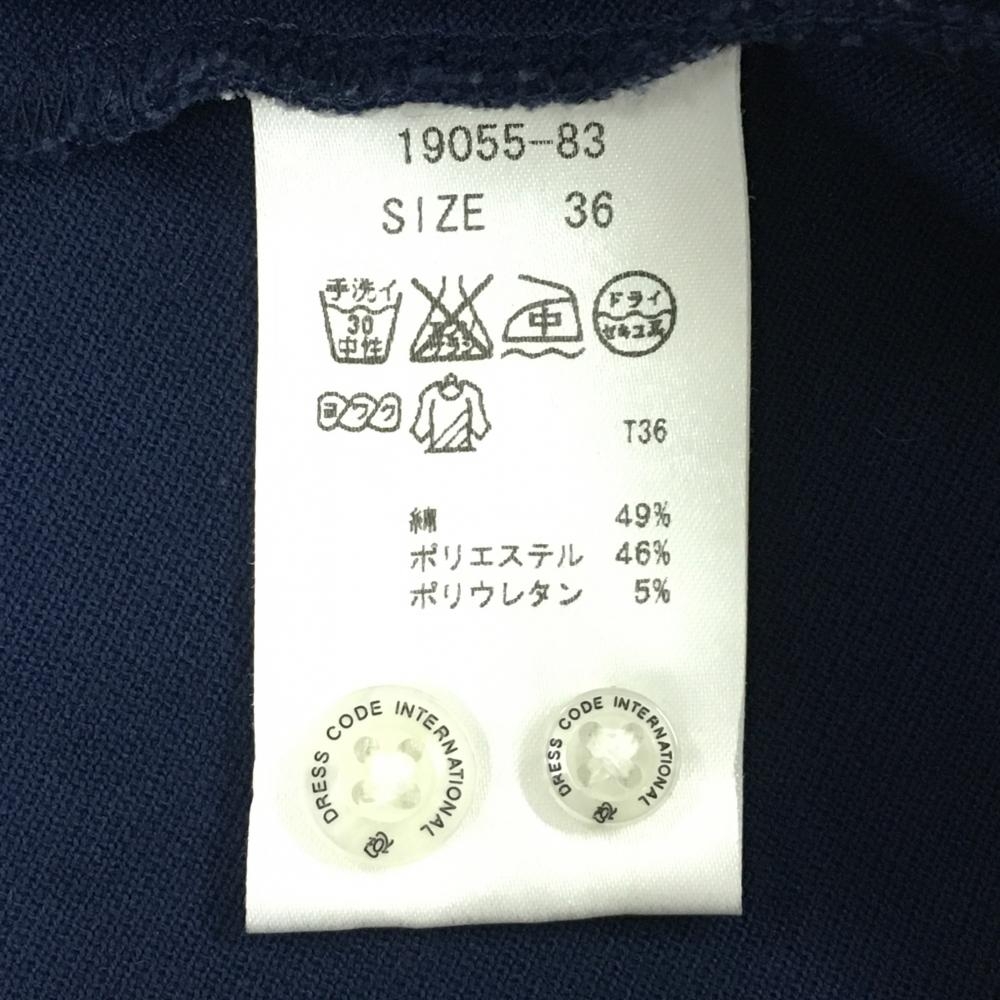 19055-83
SIZE 36
手洗イ
30
中性
中
ドライ
セキユ系
ヨワク
T36
綿 49%
ポリエステル 46%
ポリウレタン 5%
DRESS CODE INTERNATIONAL
DRESS CODE INTERNATIONAL